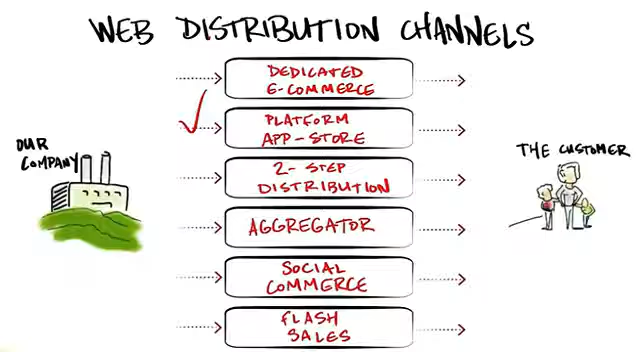 WEB DISTRIBUTION CHANNELS
DEDICATED
E-COMMERCE
PLATFORM
APP-STORE
OUR
COMPANY
THE CUSTOMER
2-STEP
DISTRIBUTION
AGGREGATOR
SOCIAL
COMMERCE
FLASH
SALES